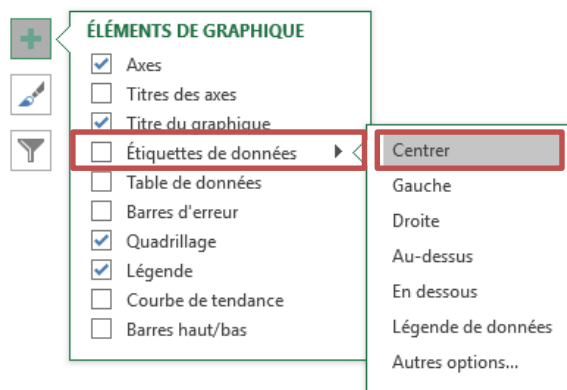 ÉLÉMENTS DE GRAPHIQUE
Axes
Titres des axes
Titre du graphique
Étiquettes de données
Table de données
Barres d'erreur
Quadrillage
Légende
Courbe de tendance
Barres haut/bas
Centrer
Gauche
Droite
Au-dessus
En dessous
Légende de données
Autres options...